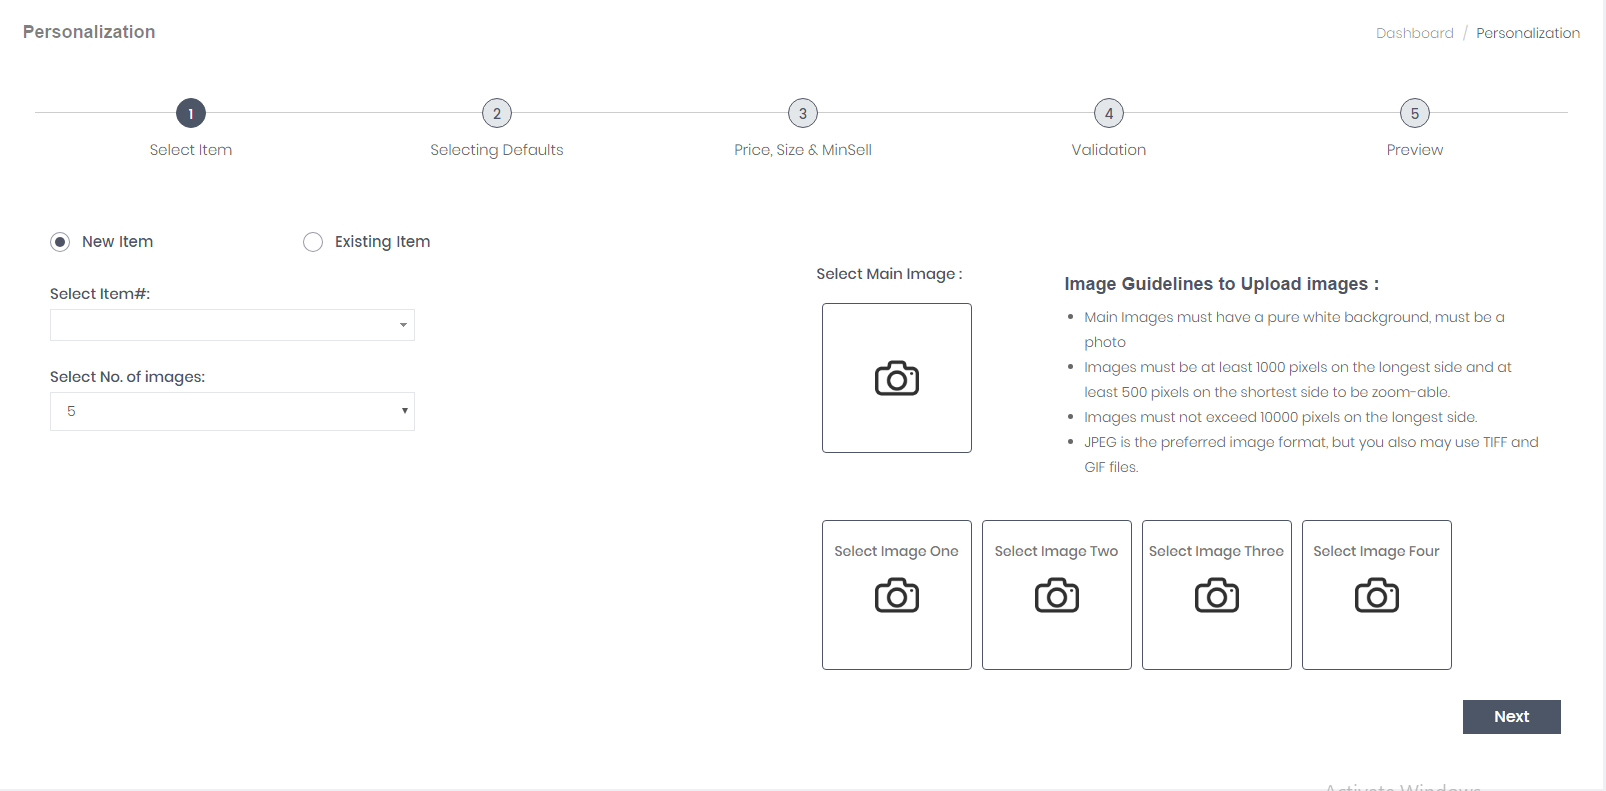 Personalization
Dashboard / Personalization
1
2
3
4
5
Select Item
Selecting Defaults
Price, Size & MinSell
Validation
Preview
New Item
Existing Item
Select Item#:
Select No. of images:
5
Select Main Image :
Image Guidelines to Upload images :
Main Images must have a pure white background, must be a
photo
Images must be at least 1000 pixels on the longest side and at
least 500 pixels on the shortest side to be zoom-able.
Images must not exceed 10000 pixels on the longest side.
JPEG is the preferred image format, but you also may use TIFF and
GIF files.
Select Image One
Select Image Two
Select Image Three
Select Image Four
Next
Activate Windows